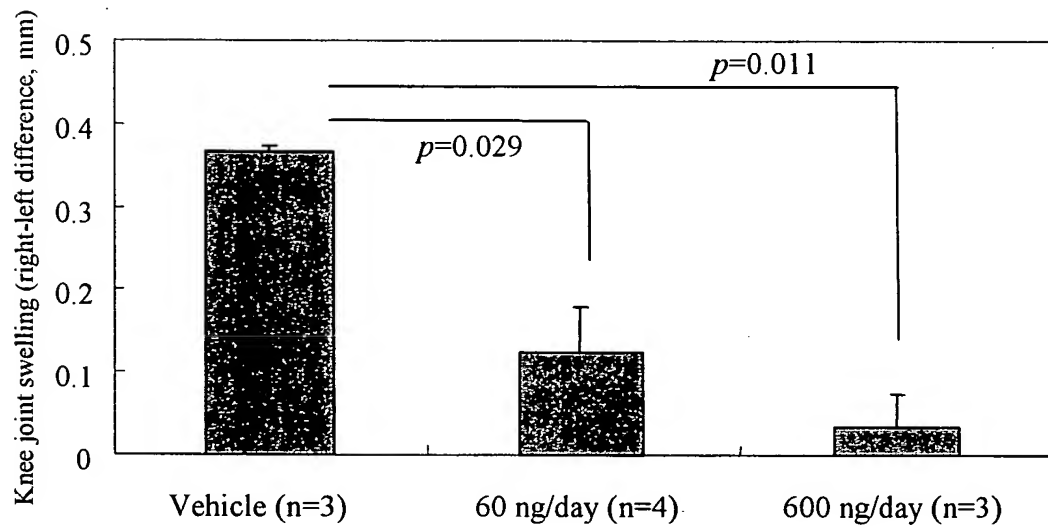 Knee joint swelling (right-left difference, mm)
0.5
0.4
0.3
0.2
0.1
0
p=0.011
p=0.029
Vehicle (n=3)
60 ng/day (n=4)
600 ng/day (n=3)